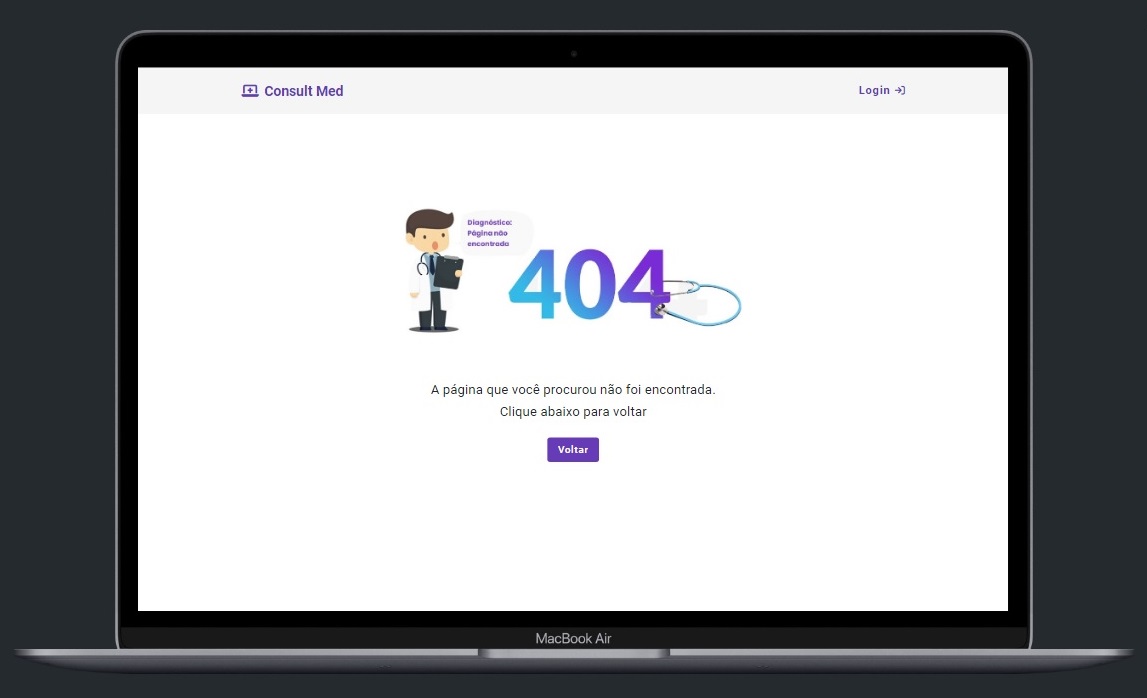 Consult Med
Login
Diagnóstico:
Página não
encontrada
404
A página que você procurou não foi encontrada.
Clique abaixo para voltar
Voltar
MacBook Air